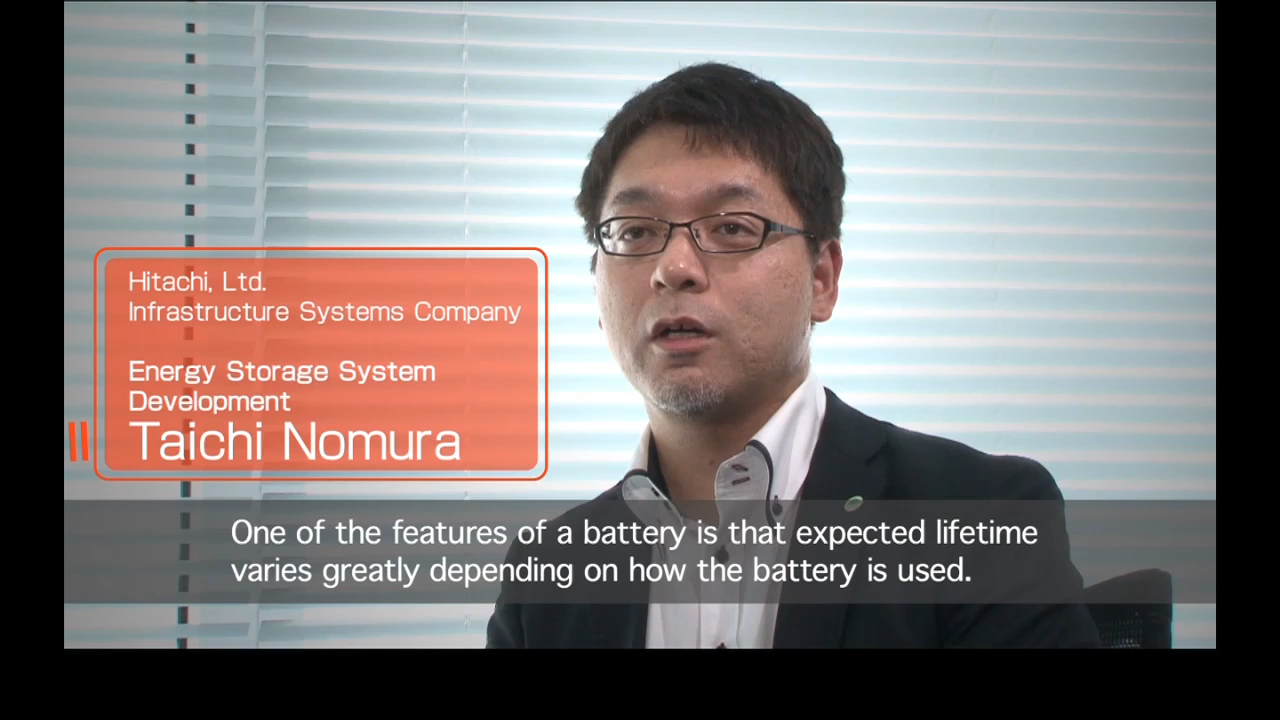 Hitachi, Ltd.
Infrastructure Systems Company
Energy Storage System
Development
Taichi Nomura
One of the features of a battery is that expected lifetime
varies greatly depending on how the battery is used.